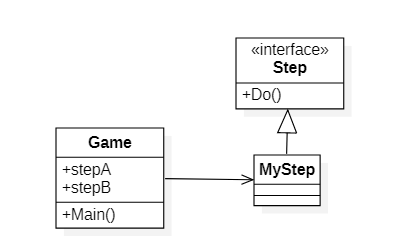 «interface»
Step
+Do()
Game
+stepA
+stepB
+Main()
MyStep